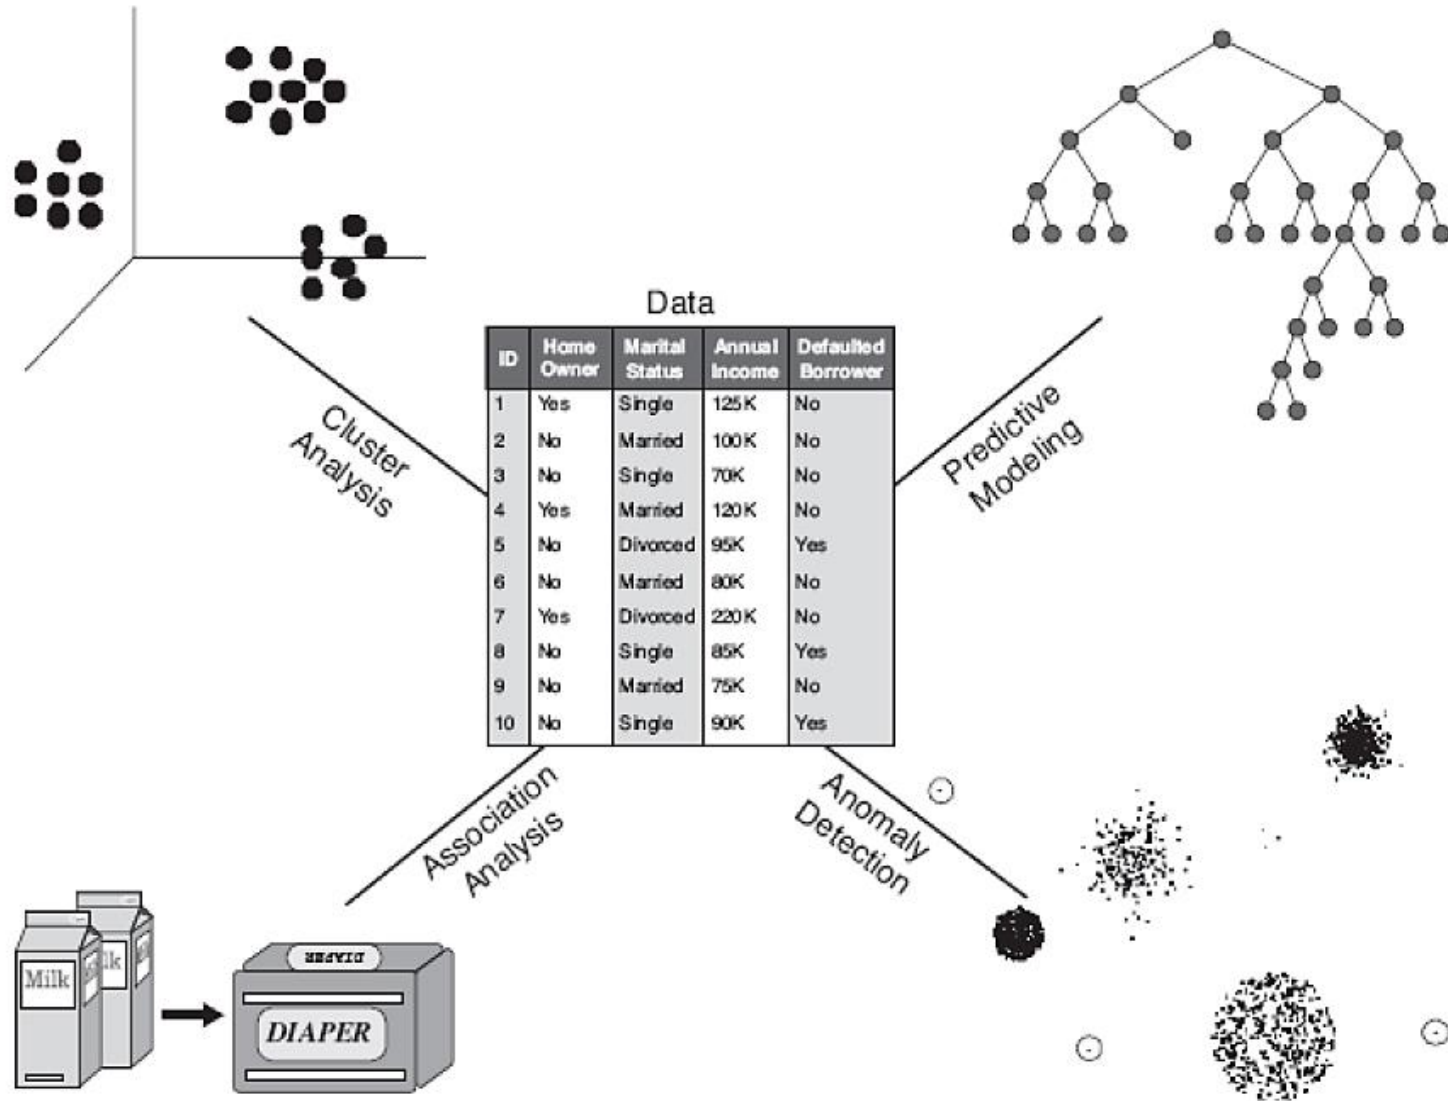 Data
ID Home Owner Marital Status Annual Income Defaulted Borrower
1 Yes Single 125K No
2 No Married 100K No
3 No Single 70K No
4 Yes Married 120K No
5 No Divorced 95K Yes
6 No Married 80K No
7 Yes Divorced 220K No
8 No Single 85K Yes
9 No Married 75K No
10 No Single 90K Yes
Cluster
Analysis
Predictive
Modeling
Association
Analysis
Anomaly
Detection
Milk
lk
DIAPER
DIAPER